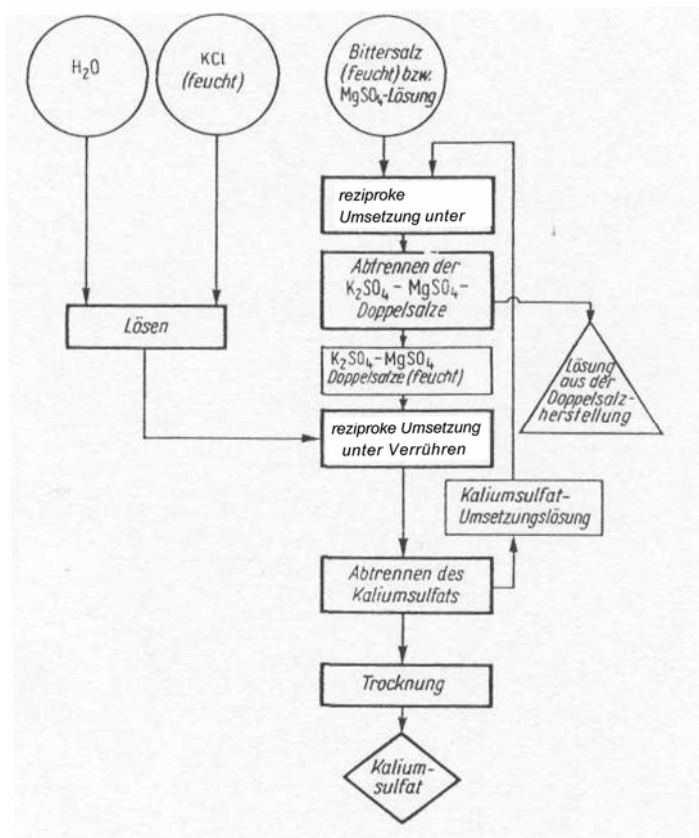 H₂O
KCl
(feucht)
Bittersalz
(feucht) bzw.
MgSO₄-Lösung
reziproke
Umsetzung unter
Abtrennen der
K₂SO₄ – MgSO₄-
Doppelsalze
Lösen
K₂SO₄–MgSO₄
Doppelsalze (feucht)
Lösung
aus der
Doppelsalz-
herstellung
reziproke Umsetzung
unter Verrühren
Kaliumsulfat-
Umsetzungslösung
Abtrennen des
Kaliumsulfats
Trocknung
Kalium-
sulfat